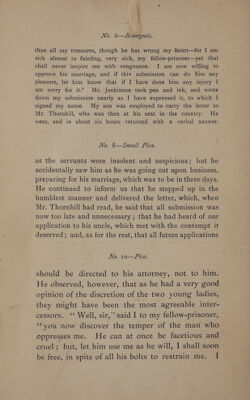 No. 6—Bourgeois.
than all my treasures, though he has wrung my heart—for I am
sick almost to fainting, very sick, my fellow-prisoner—yet that
shall never inspire me with vengeance. I am now willing to
approve his marriage, and if this submission can do him any
pleasure, let him know that if I have done him any injury I
am sorry for it." Mr. Jenkinson took pen and ink, and wrote
down my submission nearly as I have expressed it, to which I
signed my name. My son was employed to carry the letter to
Mr. Thornhill, who was then at his seat in the country. He
went, and in about six hours returned with a verbal answer.
No. 8—Small Pica.
as the servants were insolent and suspicious; but he
accidentally saw him as he was going out upon business,
preparing for his marriage, which was to be in three days.
He continued to inform us that he stepped up in the
humblest manner and delivered the letter, which, when
Mr. Thornhill had read, he said that all submission was
now too late and unnecessary; that he had heard of our
application to his uncle, which met with the contempt it
deserved; and, as for the rest, that all future applications
No. 10—Pica.
should be directed to his attorney, not to him.
He observed, however, that as he had a very good
opinion of the discretion of the two young ladies,
they might have been the most agreeable inter-
cessors. "Well, sir," said I to my fellow-prisoner,
"you now discover the temper of the man who
oppresses me. He can at once be facetious and
cruel; but, let him use me as he will, I shall soon
be free, in spite of all his bolts to restrain me. I